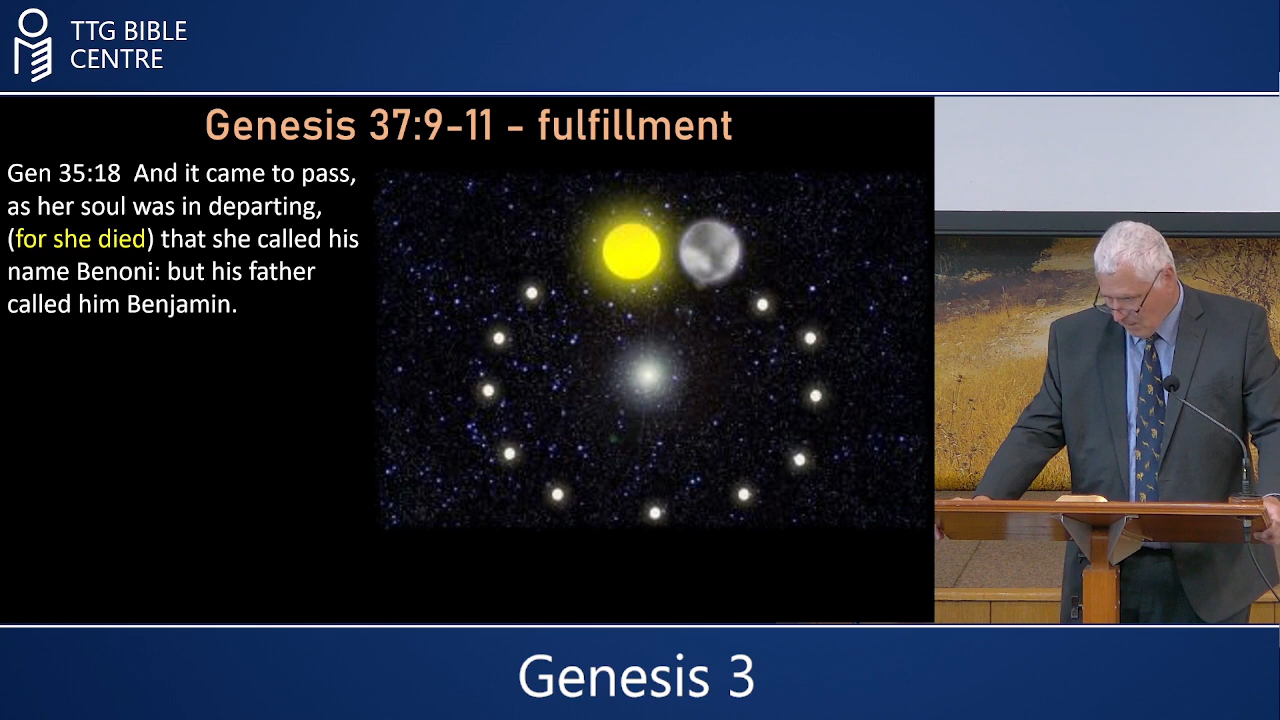 TTG BIBLE
CENTRE
Genesis 37:9-11 - fulfillment
Gen 35:18  And it came to pass,
as her soul was in departing,
(for she died) that she called his
name Benoni: but his father
called him Benjamin.
Genesis 3